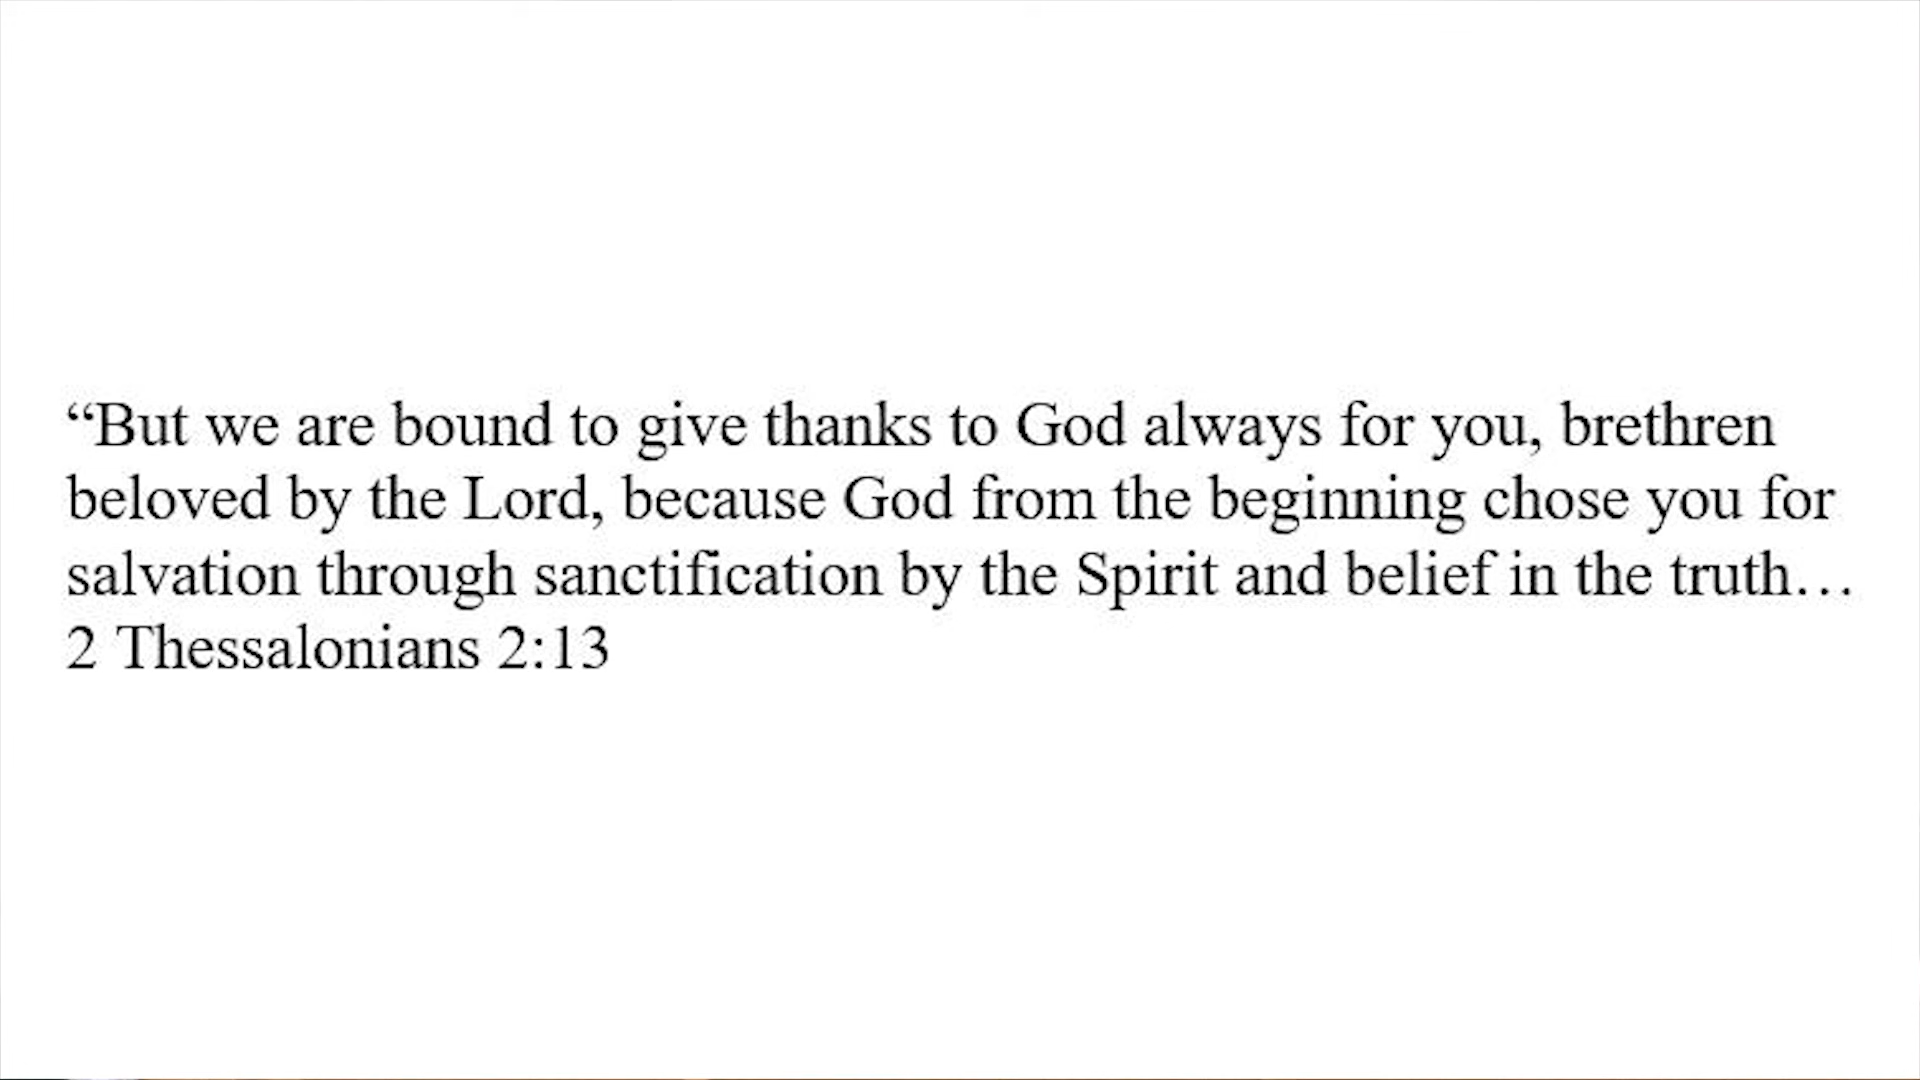 “But we are bound to give thanks to God always for you, brethren
beloved by the Lord, because God from the beginning chose you for
salvation through sanctification by the Spirit and belief in the truth…
2 Thessalonians 2:13